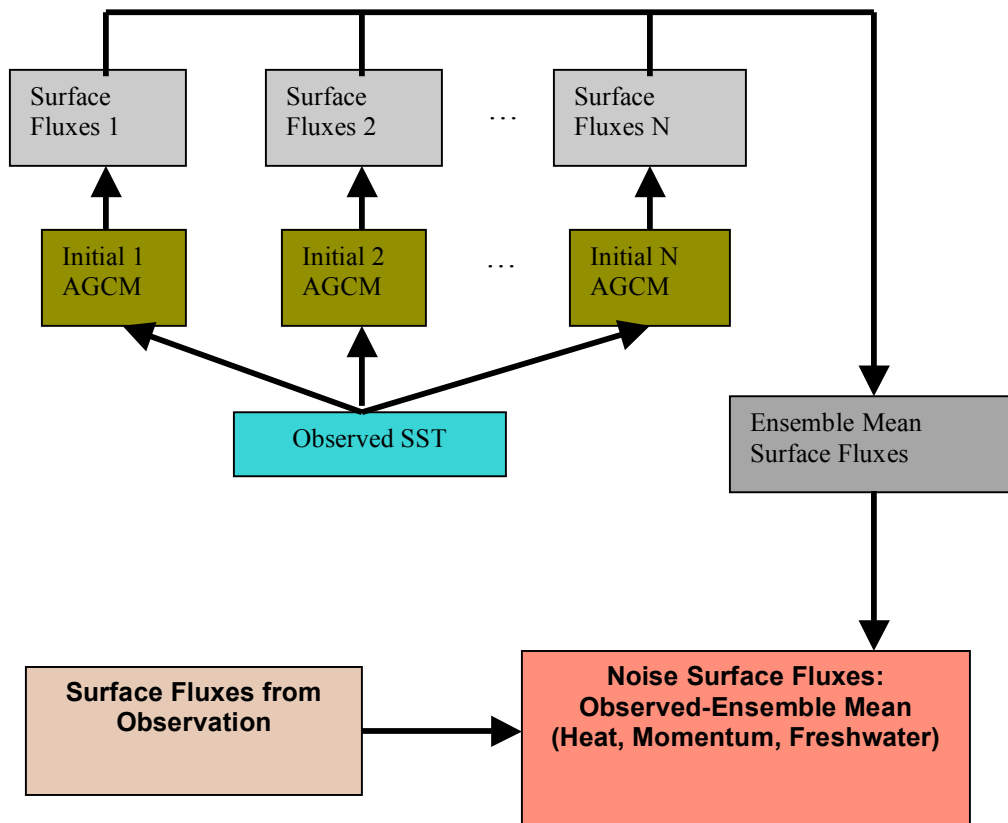 Surface
Fluxes 1
Surface
Fluxes 2
…
Surface
Fluxes N
Initial 1
AGCM
Initial 2
AGCM
…
Initial N
AGCM
Observed SST
Ensemble Mean
Surface Fluxes
Surface Fluxes from
Observation
Noise Surface Fluxes:
Observed-Ensemble Mean
(Heat, Momentum, Freshwater)